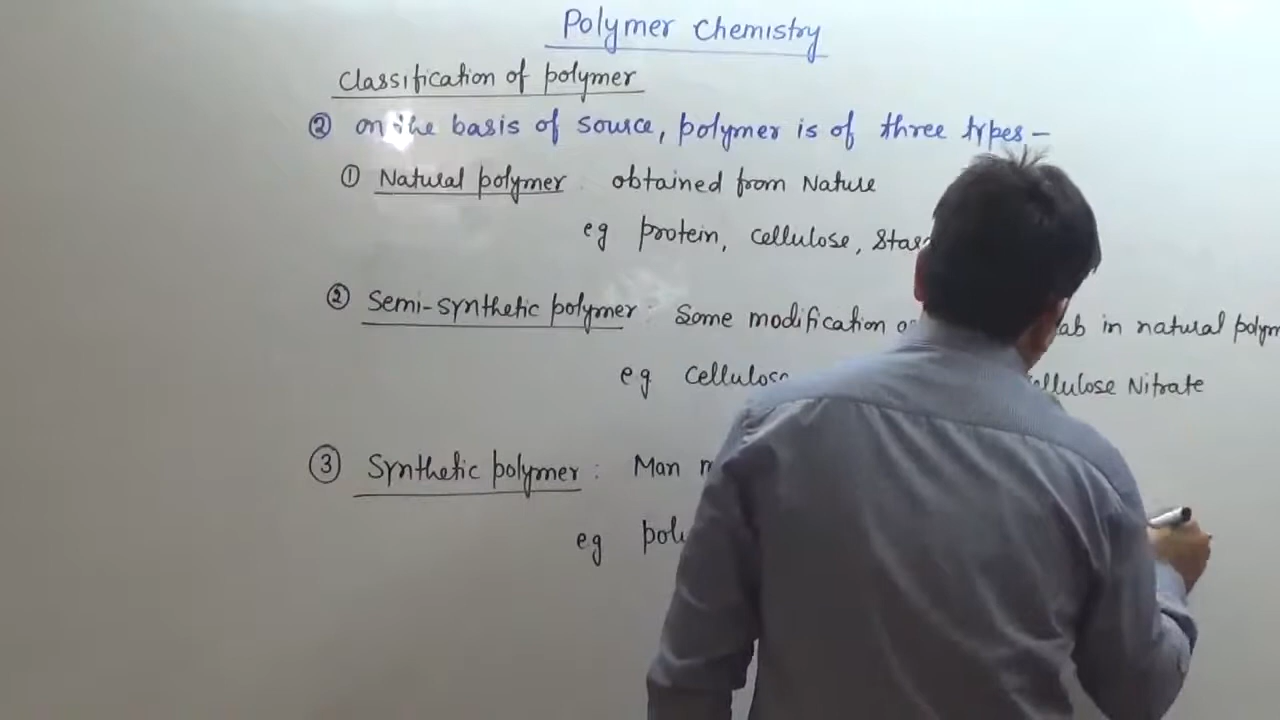 Polymer Chemistry
Classification of polymer
② on the basis of source, polymer is of three types -
① Natural polymer : obtained from Nature
eg protein, cellulose,
② Semi-synthetic polymer : Some modification in natural
eg Nitrate
③ Synthetic polymer : Man
eg